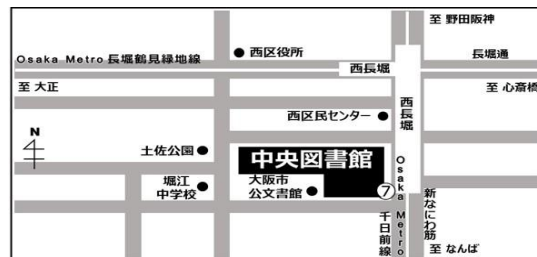 至 野田阪神
西区役所
Osaka Metro 長堀鶴見緑地線
長堀通
西長堀
至 大正
至 心斎橋
西区民センター
西長堀
N
土佐公園
中央図書館
堀江
中学校
大阪市
公文書館
⑦
Osaka Metro
千日前線
新なにわ筋
至 なんば